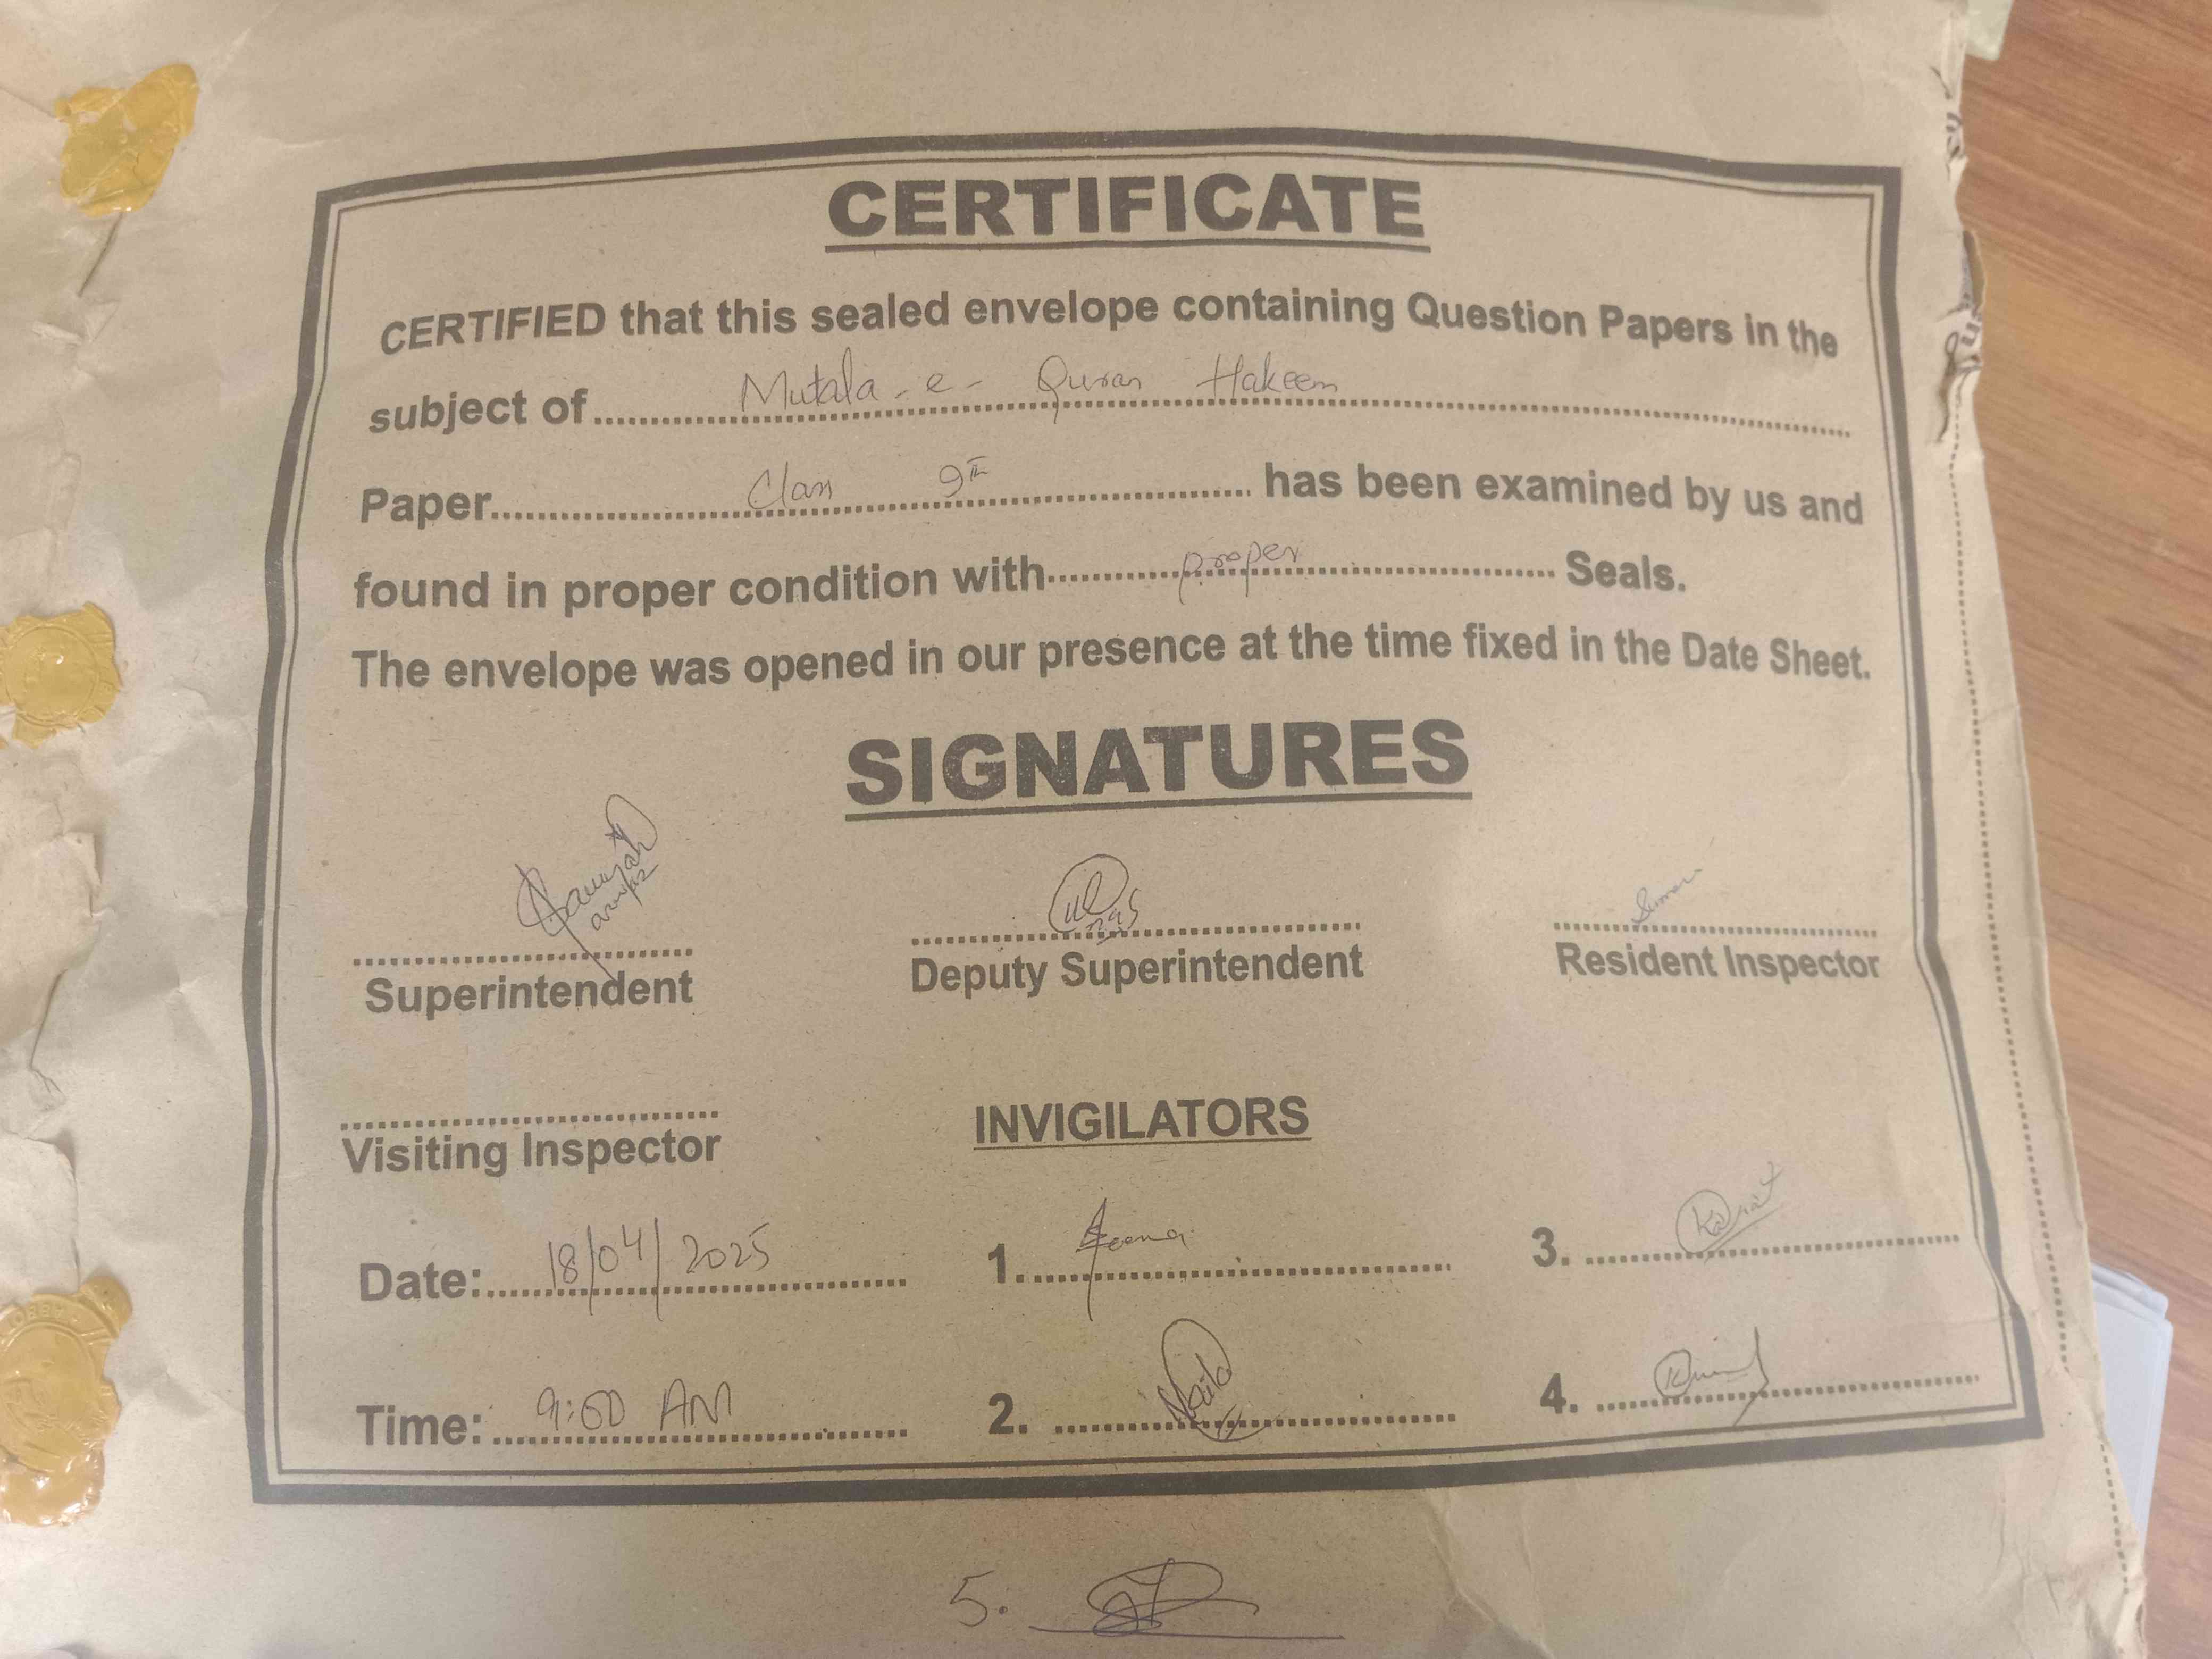 CERTIFICATE
CERTIFIED that this sealed envelope containing Question Papers in the
subject of Mutala-e-Quran Hakeem
Paper Class 9th has been examined by us and
found in proper condition with proper Seals.
The envelope was opened in our presence at the time fixed in the Date Sheet.
SIGNATURES
Superintendent Deputy Superintendent Resident Inspector
Visiting Inspector INVIGILATORS
Date: 18/04/2025 1. 3.
Time: 9:00 AM 2. 4.
5.